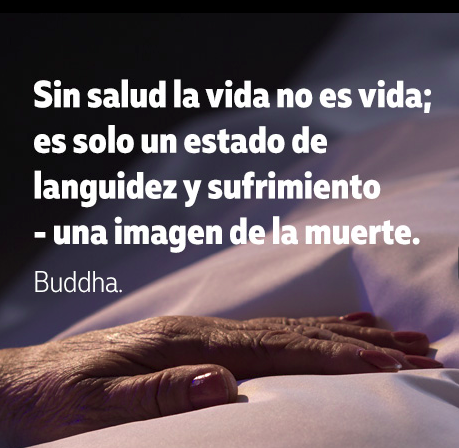 Sin salud la vida no es vida;
es solo un estado de
languidez y sufrimiento
- una imagen de la muerte.
Buddha.